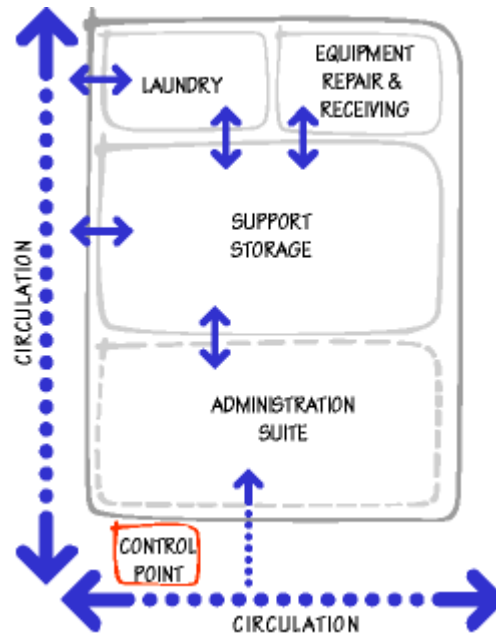 LAUNDRY
EQUIPMENT
REPAIR &
RECEIVING
SUPPORT
STORAGE
CIRCULATION
ADMINISTRATION
SUITE
CONTROL
POINT
CIRCULATION